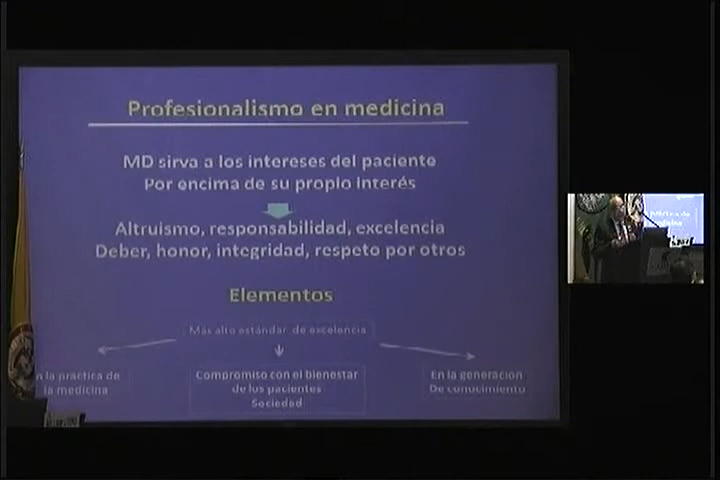 Profesionalismo en medicina
MD sirva a los intereses del paciente
Por encima de su propio interés
Altruismo, responsabilidad, excelencia
Deber, honor, integridad, respeto por otros
Elementos
Más alto estándar de excelencia
n la práctica de
la medicina
Compromiso con el bienestar
de los pacientes
Sociedad
En la generación
De conocimiento